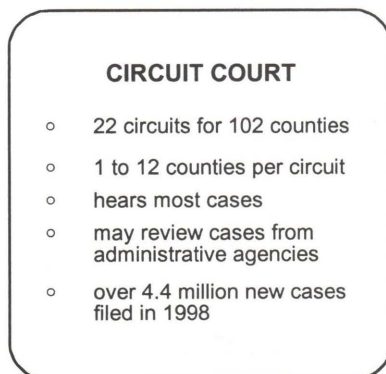 CIRCUIT COURT
○ 22 circuits for 102 counties
○ 1 to 12 counties per circuit
○ hears most cases
○ may review cases from
administrative agencies
○ over 4.4 million new cases
filed in 1998